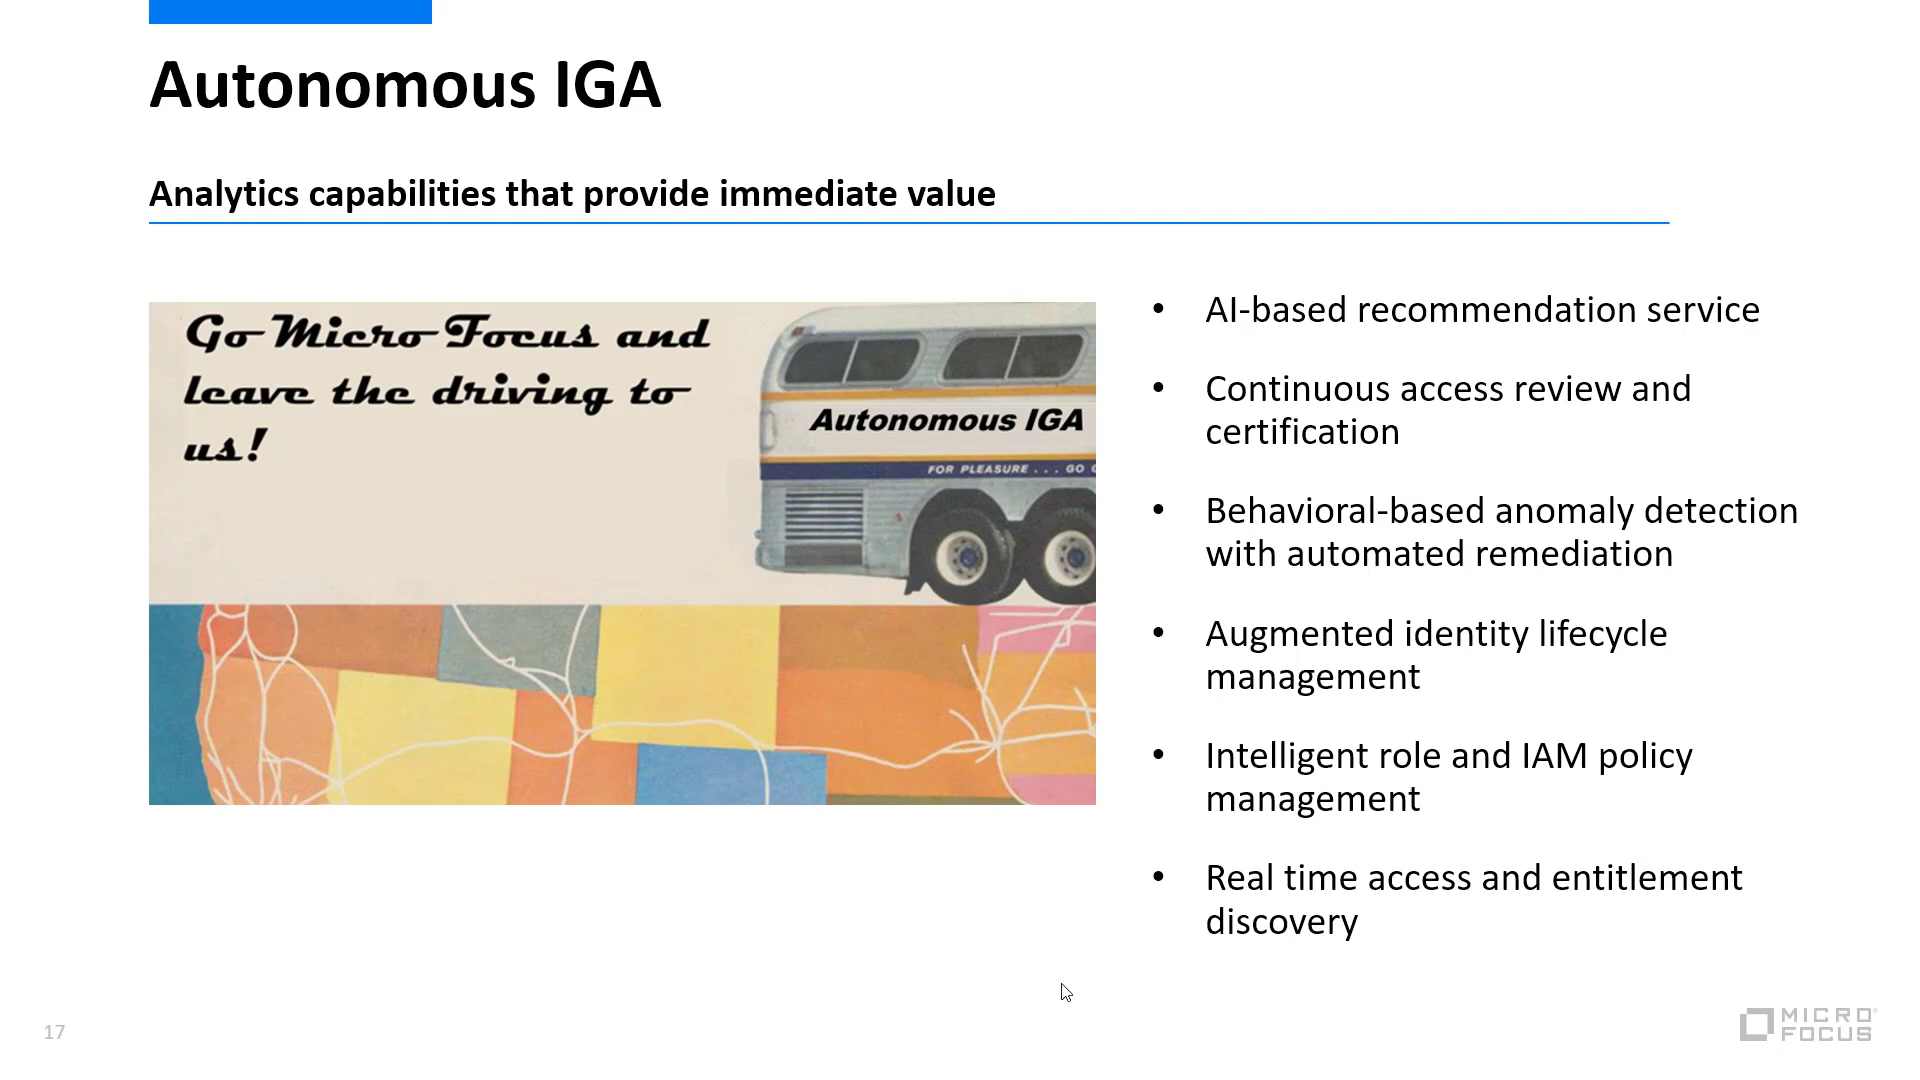 Autonomous IGA
Analytics capabilities that provide immediate value
Go Micro Focus and
leave the driving to
us!
Autonomous IGA
FOR PLEASURE . . . GO
• AI-based recommendation service
• Continuous access review and
certification
• Behavioral-based anomaly detection
with automated remediation
• Augmented identity lifecycle
management
• Intelligent role and IAM policy
management
• Real time access and entitlement
discovery
17
MICRO
FOCUS